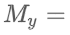 M_y =